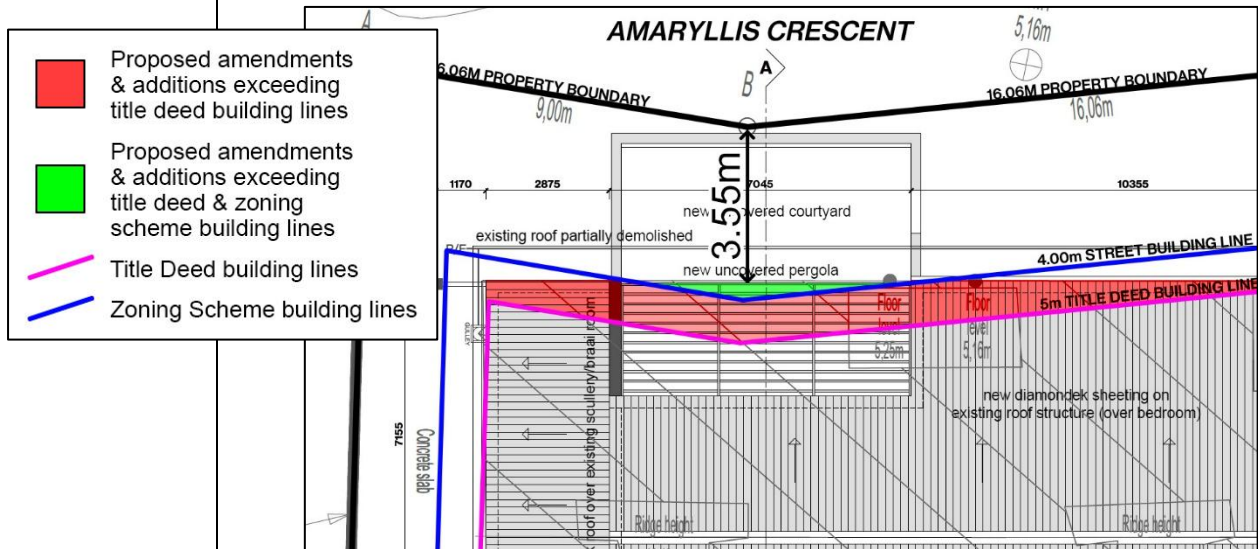 Proposed amendments
& additions exceeding
title deed building lines
Proposed amendments
& additions exceeding
title deed & zoning
scheme building lines
Title Deed building lines
Zoning Scheme building lines
AMARYLLIS CRESCENT
5,16m
A
B
A
6.06M PROPERTY BOUNDARY
16.06M PROPERTY BOUNDARY
9,00m
16,06m
3.55m
1170
2875
7045
10355
new uncovered courtyard
existing roof partially demolished
new uncovered pergola
4.00m STREET BUILDING LINE
5m TITLE DEED BUILDING LINE
Floor
level
5,25m
Floor
level
5,16m
GULLEY
new diamondek sheeting on
existing roof structure (over bedroom)
roof over existing scullery/braai room
7155
Concrete slab
Ridge height
Ridge height